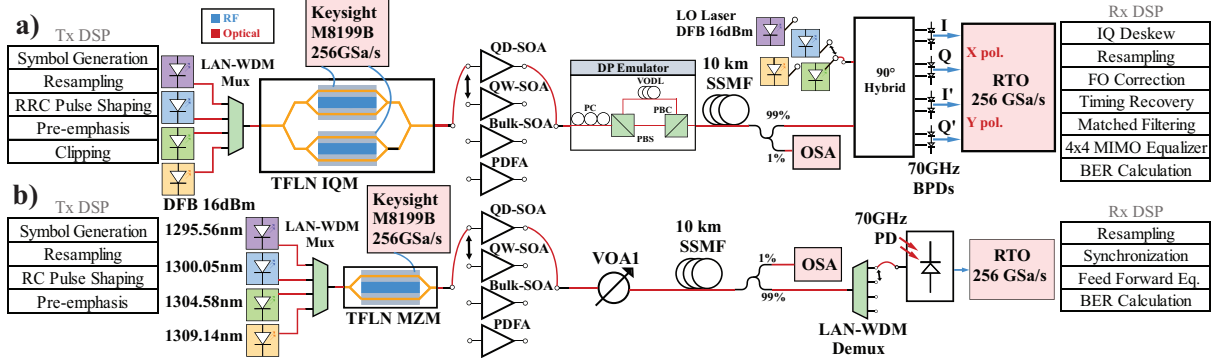 a)
Tx DSP
Symbol Generation
Resampling
RRC Pulse Shaping
Pre-emphasis
Clipping
RF
Optical
LAN-WDM
Mux
Keysight
M8199B
256GSa/s
TFLN IQM
QD-SOA
QW-SOA
Bulk-SOA
PDFA
DP Emulator
VODL
PC
PBC
PBS
10 km
SSMF
99%
1%
OSA
LO Laser
DFB 16dBm
90°
Hybrid
I
Q
I'
Q'
70GHz
BPDs
X pol.
RTO
256 GSa/s
Y pol.
Rx DSP
IQ Deskew
Resampling
FO Correction
Timing Recovery
Matched Filtering
4x4 MIMO Equalizer
BER Calculation
b)
Tx DSP
Symbol Generation
Resampling
RC Pulse Shaping
Pre-emphasis
DFB 16dBm
1295.56nm
1300.05nm
1304.58nm
1309.14nm
LAN-WDM
Mux
Keysight
M8199B
256GSa/s
TFLN MZM
QD-SOA
QW-SOA
Bulk-SOA
PDFA
VOA1
10 km
SSMF
1%
99%
OSA
LAN-WDM
Demux
70GHz
PD
RTO
256 GSa/s
Rx DSP
Resampling
Synchronization
Feed Forward Eq.
BER Calculation